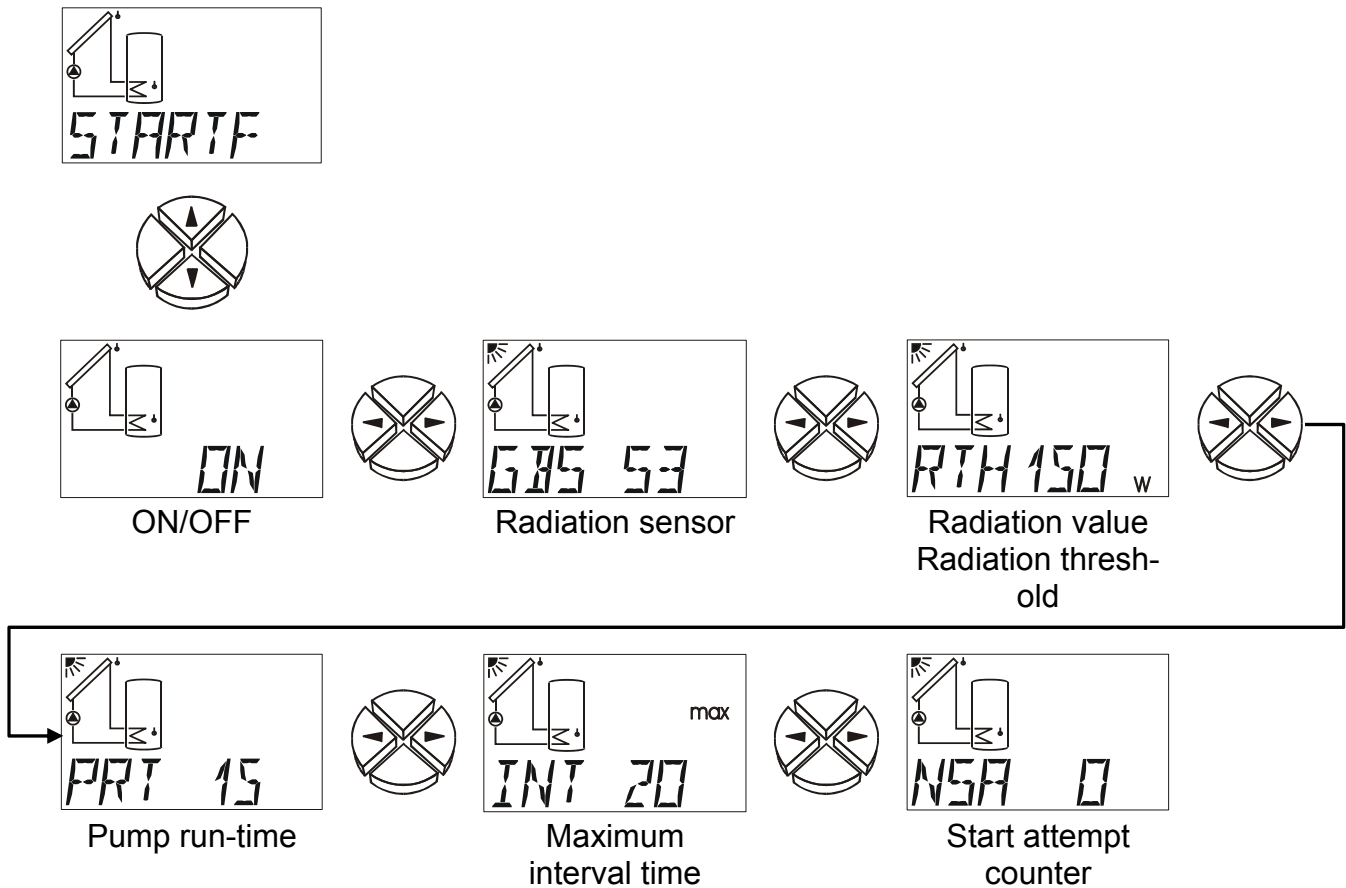 STARTF
ON
ON/OFF
GBS S3
Radiation sensor
RTH 150 W
Radiation value
Radiation thresh-
old
PRT 15
Pump run-time
max
INT 20
Maximum
interval time
NSA 0
Start attempt
counter